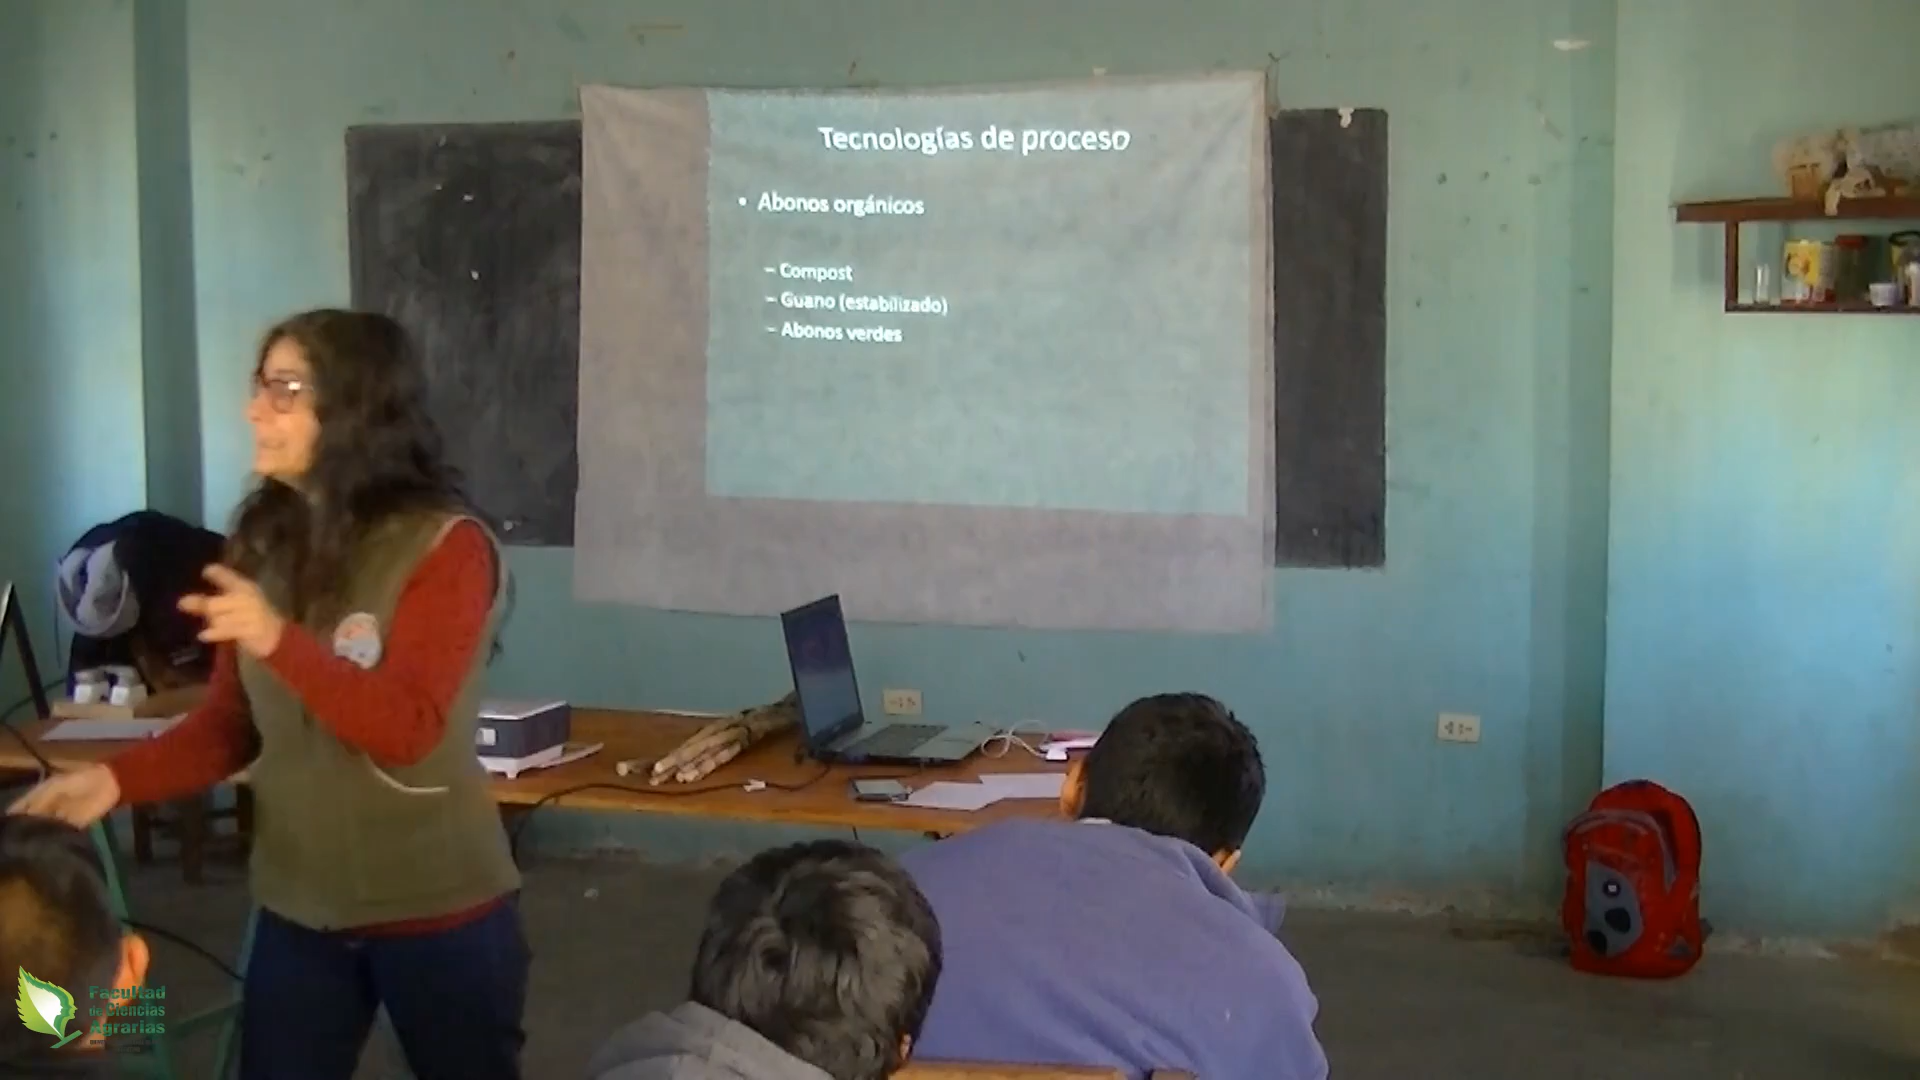 Tecnologías de proceso
• Abonos orgánicos
– Compost
– Guano (estabilizado)
– Abonos verdes
Facultad
de Ciencias
Agrarias